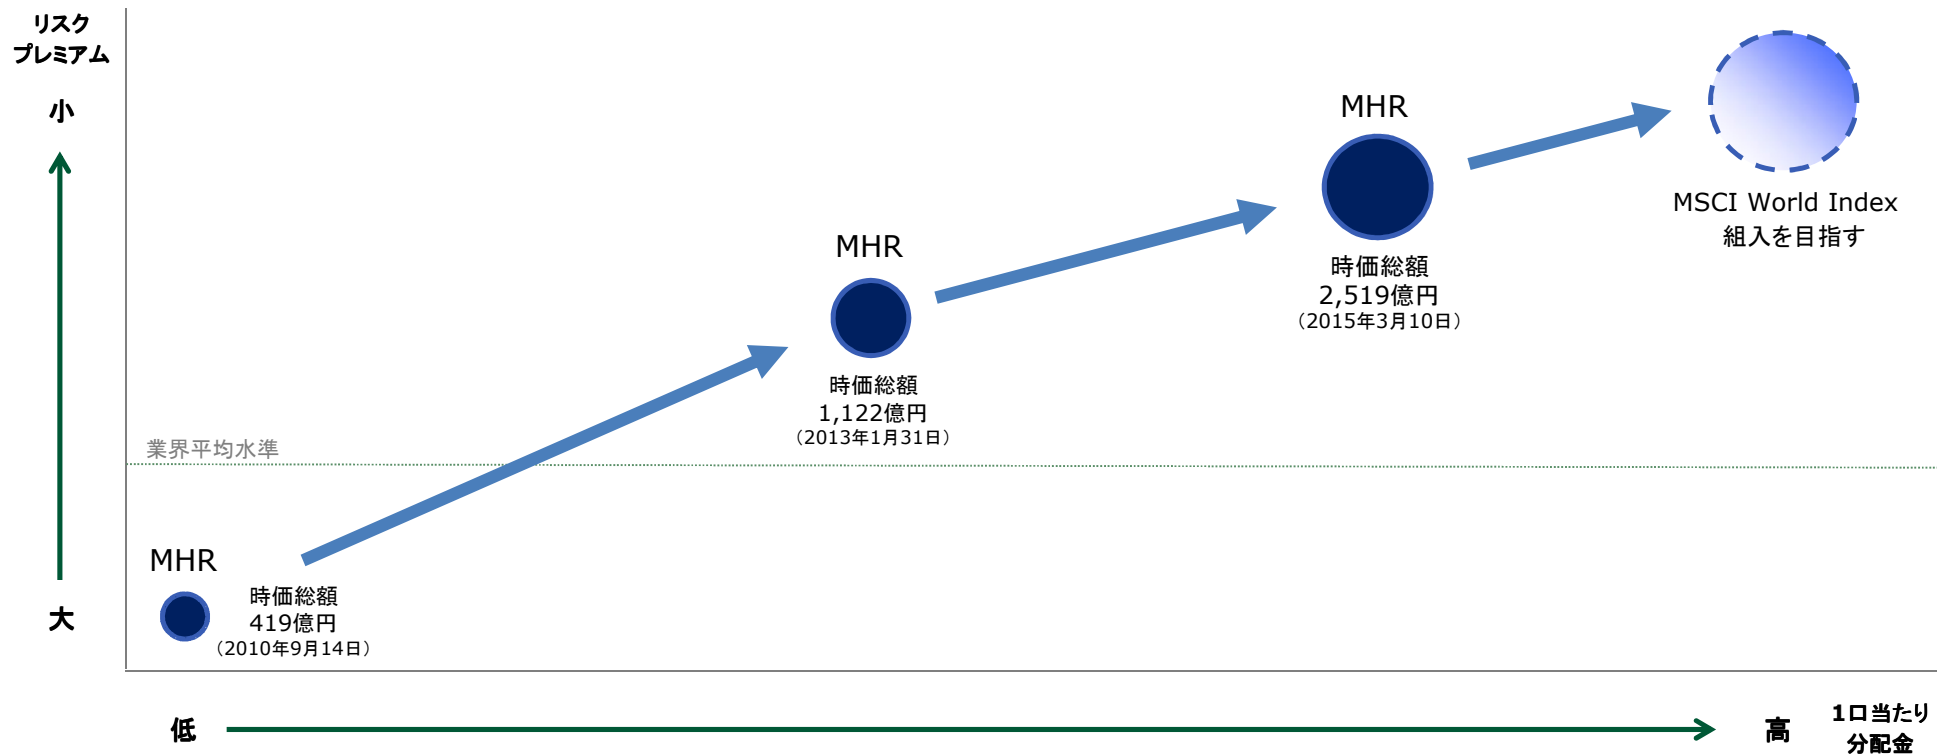 リスク
プレミアム
小
大
MHR
MSCI World Index
組入を目指す
MHR
時価総額
2,519億円
（2015年3月10日）
時価総額
1,122億円
（2013年1月31日）
業界平均水準
MHR
時価総額
419億円
（2010年9月14日）
低
高
1口当たり
分配金